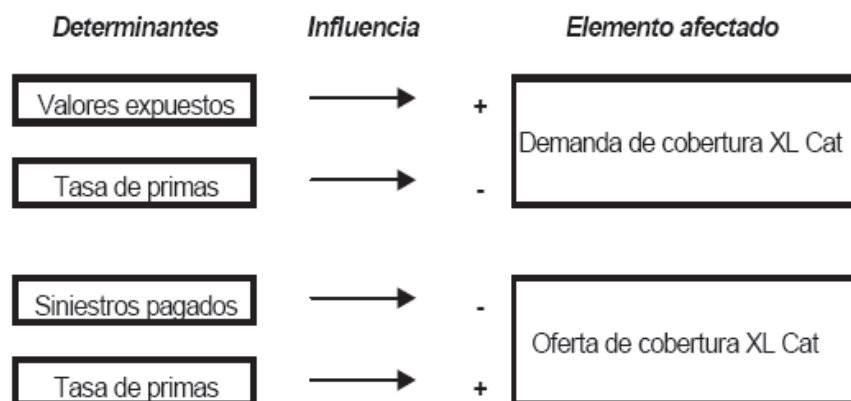 Determinantes Influencia Elemento afectado
Valores expuestos +
Demanda de cobertura XL Cat
Tasa de primas -
Siniestros pagados -
Oferta de cobertura XL Cat
Tasa de primas +